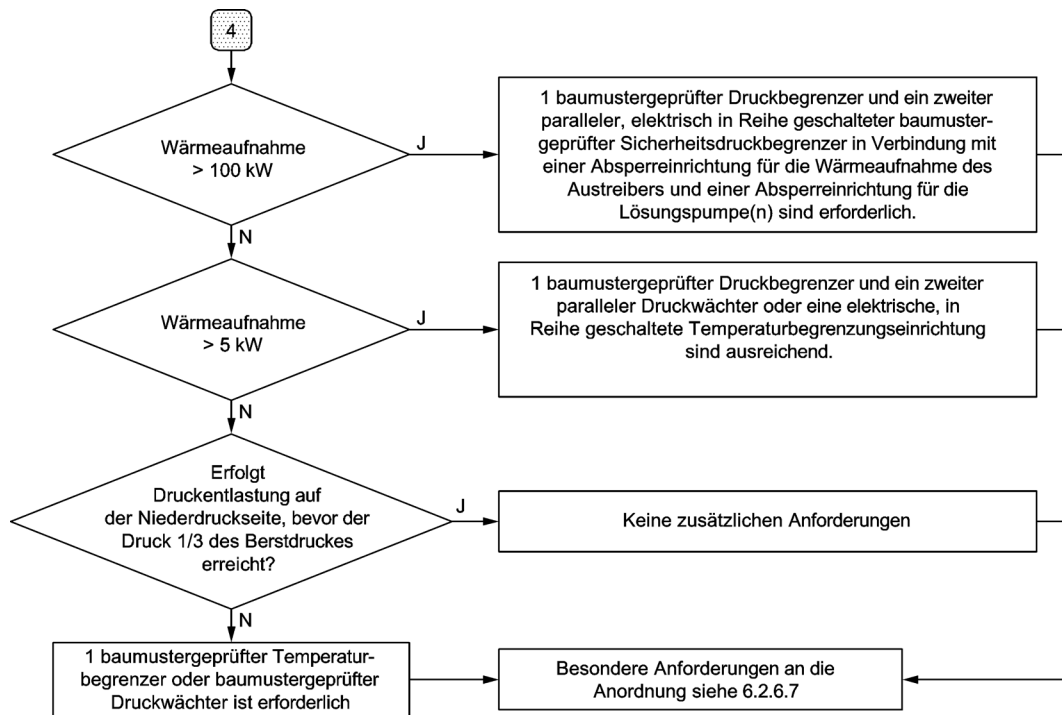 4
Wärmeaufnahme
> 100 kW
J
1 baumustergeprüfter Druckbegrenzer und ein zweiter
paralleler, elektrisch in Reihe geschalteter baumuster-
geprüfter Sicherheitsdruckbegrenzer in Verbindung mit
einer Absperreinrichtung für die Wärmeaufnahme des
Austreibers und einer Absperreinrichtung für die
Lösungspumpe(n) sind erforderlich.
N
Wärmeaufnahme
> 5 kW
J
1 baumustergeprüfter Druckbegrenzer und ein zweiter
paralleler Druckwächter oder eine elektrische, in
Reihe geschaltete Temperaturbegrenzungseinrichtung
sind ausreichend.
N
Erfolgt
Druckentlastung auf
der Niederdruckseite, bevor der
Druck 1/3 des Berstdruckes
erreicht?
J
Keine zusätzlichen Anforderungen
N
1 baumustergeprüfter Temperatur-
begrenzer oder baumustergeprüfter
Druckwächter ist erforderlich
Besondere Anforderungen an die
Anordnung siehe 6.2.6.7